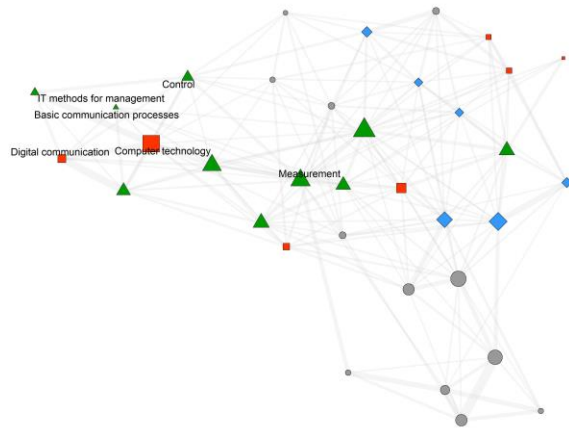 Control
IT methods for management
Basic communication processes
Digital communication
Computer technology
Measurement